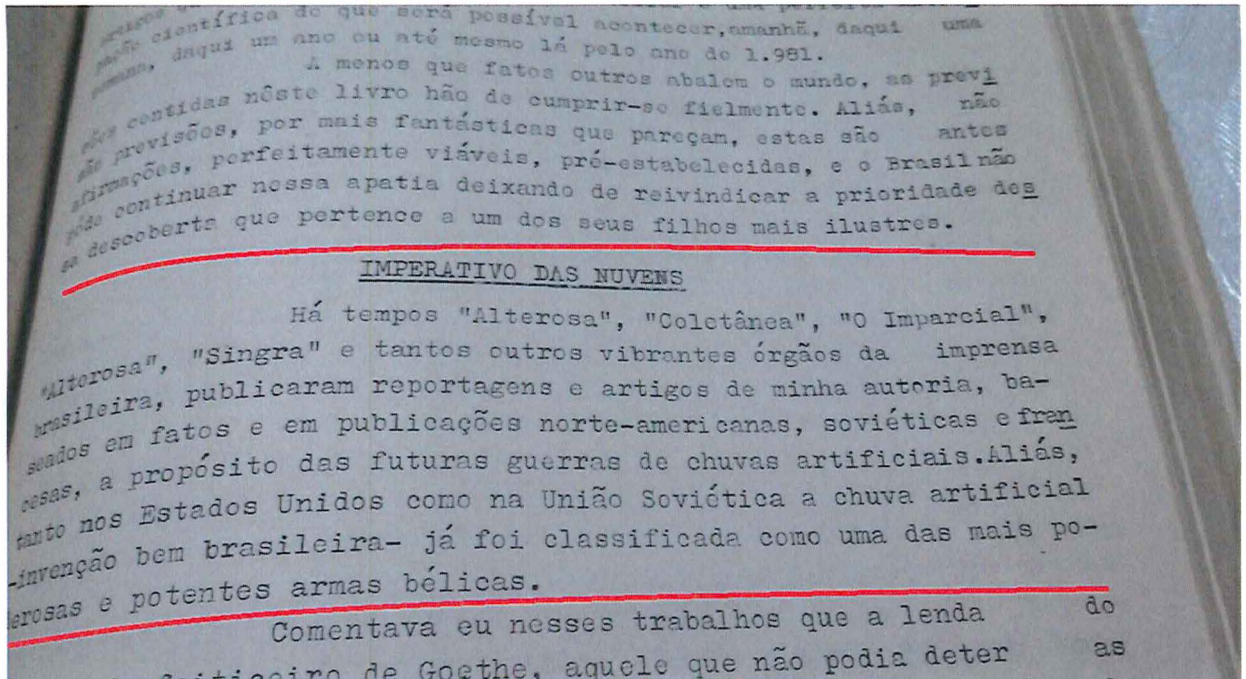 pação científica do que será possível acontecer,amanhã, daqui uma
semana, daqui um ano ou até mesmo lá pelo ano de 1.981.
A menos que fatos outros abalem o mundo, as previ
sões contidas nêste livro hão de cumprir-se fielmente. Aliás, não
são previsões, por mais fantásticas que pareçam, estas são antes
afirmações, perfeitamente viáveis, pré-estabelecidas, e o Brasil não
póde continuar nessa apatia deixando de reivindicar a prioridade des
sa descoberta que pertence a um dos seus filhos mais ilustres.
IMPERATIVO DAS NUVENS
Há tempos "Alterosa", "Coletânea", "O Imparcial",
"Alterosa", "Singra" e tantos outros vibrantes órgãos da imprensa
brasileira, publicaram reportagens e artigos de minha autoria, ba-
seados em fatos e em publicações norte-americanas, soviéticas e fran
cesas, a propósito das futuras guerras de chuvas artificiais.Aliás,
tanto nos Estados Unidos como na União Soviética a chuva artificial
-invenção bem brasileira- já foi classificada como uma das mais po-
derosas e potentes armas bélicas.
Comentava eu nesses trabalhos que a lenda do
feiticeiro de Goethe, aquele que não podia deter as